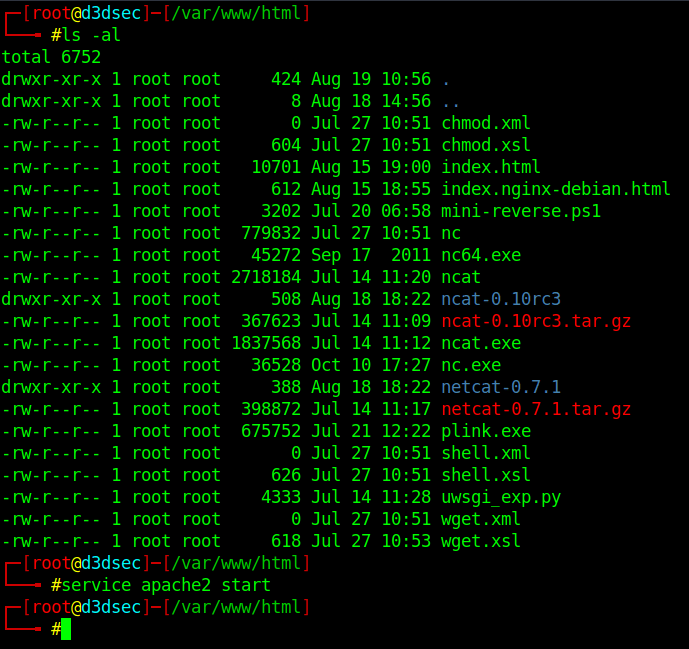 ┌─[root@d3dsec]─[/var/www/html]
└──╼ #ls -al
total 6752
drwxr-xr-x 1 root root     424 Aug 19 10:56 .
drwxr-xr-x 1 root root       8 Aug 18 14:56 ..
-rw-r--r-- 1 root root       0 Jul 27 10:51 chmod.xml
-rw-r--r-- 1 root root     604 Jul 27 10:51 chmod.xsl
-rw-r--r-- 1 root root   10701 Aug 15 19:00 index.html
-rw-r--r-- 1 root root     612 Aug 15 18:55 index.nginx-debian.html
-rw-r--r-- 1 root root    3202 Jul 20 06:58 mini-reverse.ps1
-rw-r--r-- 1 root root  779832 Jul 27 10:51 nc
-rw-r--r-- 1 root root   45272 Sep 17  2011 nc64.exe
-rw-r--r-- 1 root root 2718184 Jul 14 11:20 ncat
drwxr-xr-x 1 root root     508 Aug 18 18:22 ncat-0.10rc3
-rw-r--r-- 1 root root  367623 Jul 14 11:09 ncat-0.10rc3.tar.gz
-rw-r--r-- 1 root root 1837568 Jul 14 11:12 ncat.exe
-rw-r--r-- 1 root root   36528 Oct 10 17:27 nc.exe
drwxr-xr-x 1 root root     388 Aug 18 18:22 netcat-0.7.1
-rw-r--r-- 1 root root  398872 Jul 14 11:17 netcat-0.7.1.tar.gz
-rw-r--r-- 1 root root  675752 Jul 21 12:22 plink.exe
-rw-r--r-- 1 root root       0 Jul 27 10:51 shell.xml
-rw-r--r-- 1 root root     626 Jul 27 10:51 shell.xsl
-rw-r--r-- 1 root root    4333 Jul 14 11:28 uwsgi_exp.py
-rw-r--r-- 1 root root       0 Jul 27 10:51 wget.xml
-rw-r--r-- 1 root root     618 Jul 27 10:53 wget.xsl
┌─[root@d3dsec]─[/var/www/html]
└──╼ #service apache2 start
┌─[root@d3dsec]─[/var/www/html]
└──╼ #